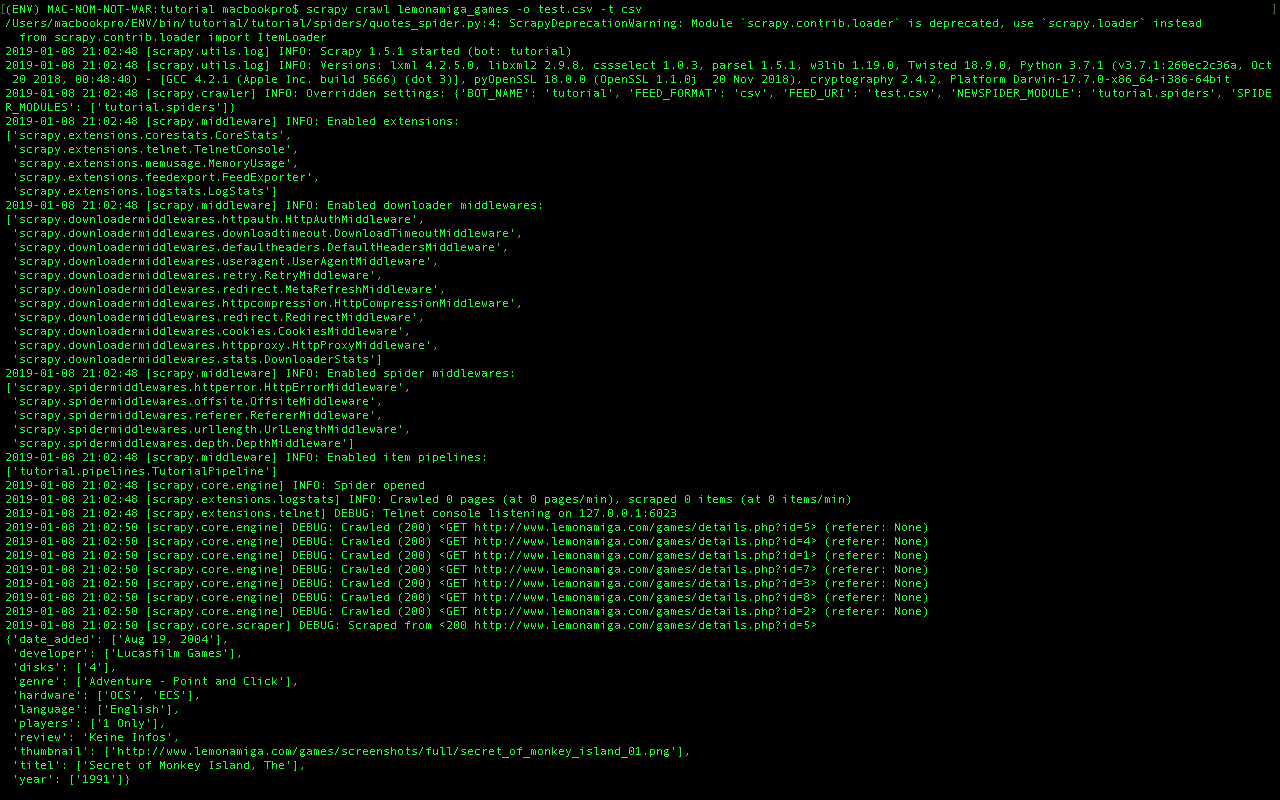 [(ENV) MAC-NOM-NOT-WAR:tutorial macbookpro$ scrapy crawl lemonamiga_games -o test.csv -t csv ]
/Users/macbookpro/ENV/bin/tutorial/tutorial/spiders/quotes_spider.py:4: ScrapyDeprecationWarning: Module `scrapy.contrib.loader` is deprecated, use `scrapy.loader` instead
  from scrapy.contrib.loader import ItemLoader
2019-01-08 21:02:48 [scrapy.utils.log] INFO: Scrapy 1.5.1 started (bot: tutorial)
2019-01-08 21:02:48 [scrapy.utils.log] INFO: Versions: lxml 4.2.5.0, libxml2 2.9.8, cssselect 1.0.3, parsel 1.5.1, w3lib 1.19.0, Twisted 18.9.0, Python 3.7.1 (v3.7.1:260ec2c36a, Oct
 20 2018, 00:48:40) - [GCC 4.2.1 (Apple Inc. build 5666) (dot 3)], pyOpenSSL 18.0.0 (OpenSSL 1.1.0j  20 Nov 2018), cryptography 2.4.2, Platform Darwin-17.7.0-x86_64-i386-64bit
2019-01-08 21:02:48 [scrapy.crawler] INFO: Overridden settings: {'BOT_NAME': 'tutorial', 'FEED_FORMAT': 'csv', 'FEED_URI': 'test.csv', 'NEWSPIDER_MODULE': 'tutorial.spiders', 'SPIDE
R_MODULES': ['tutorial.spiders']}
2019-01-08 21:02:48 [scrapy.middleware] INFO: Enabled extensions:
['scrapy.extensions.corestats.CoreStats',
 'scrapy.extensions.telnet.TelnetConsole',
 'scrapy.extensions.memusage.MemoryUsage',
 'scrapy.extensions.feedexport.FeedExporter',
 'scrapy.extensions.logstats.LogStats']
2019-01-08 21:02:48 [scrapy.middleware] INFO: Enabled downloader middlewares:
['scrapy.downloadermiddlewares.httpauth.HttpAuthMiddleware',
 'scrapy.downloadermiddlewares.downloadtimeout.DownloadTimeoutMiddleware',
 'scrapy.downloadermiddlewares.defaultheaders.DefaultHeadersMiddleware',
 'scrapy.downloadermiddlewares.useragent.UserAgentMiddleware',
 'scrapy.downloadermiddlewares.retry.RetryMiddleware',
 'scrapy.downloadermiddlewares.redirect.MetaRefreshMiddleware',
 'scrapy.downloadermiddlewares.httpcompression.HttpCompressionMiddleware',
 'scrapy.downloadermiddlewares.redirect.RedirectMiddleware',
 'scrapy.downloadermiddlewares.cookies.CookiesMiddleware',
 'scrapy.downloadermiddlewares.httpproxy.HttpProxyMiddleware',
 'scrapy.downloadermiddlewares.stats.DownloaderStats']
2019-01-08 21:02:48 [scrapy.middleware] INFO: Enabled spider middlewares:
['scrapy.spidermiddlewares.httperror.HttpErrorMiddleware',
 'scrapy.spidermiddlewares.offsite.OffsiteMiddleware',
 'scrapy.spidermiddlewares.referer.RefererMiddleware',
 'scrapy.spidermiddlewares.urllength.UrlLengthMiddleware',
 'scrapy.spidermiddlewares.depth.DepthMiddleware']
2019-01-08 21:02:48 [scrapy.middleware] INFO: Enabled item pipelines:
['tutorial.pipelines.TutorialPipeline']
2019-01-08 21:02:48 [scrapy.core.engine] INFO: Spider opened
2019-01-08 21:02:48 [scrapy.extensions.logstats] INFO: Crawled 0 pages (at 0 pages/min), scraped 0 items (at 0 items/min)
2019-01-08 21:02:48 [scrapy.extensions.telnet] DEBUG: Telnet console listening on 127.0.0.1:6023
2019-01-08 21:02:50 [scrapy.core.engine] DEBUG: Crawled (200) <GET http://www.lemonamiga.com/games/details.php?id=5> (referer: None)
2019-01-08 21:02:50 [scrapy.core.engine] DEBUG: Crawled (200) <GET http://www.lemonamiga.com/games/details.php?id=4> (referer: None)
2019-01-08 21:02:50 [scrapy.core.engine] DEBUG: Crawled (200) <GET http://www.lemonamiga.com/games/details.php?id=1> (referer: None)
2019-01-08 21:02:50 [scrapy.core.engine] DEBUG: Crawled (200) <GET http://www.lemonamiga.com/games/details.php?id=7> (referer: None)
2019-01-08 21:02:50 [scrapy.core.engine] DEBUG: Crawled (200) <GET http://www.lemonamiga.com/games/details.php?id=3> (referer: None)
2019-01-08 21:02:50 [scrapy.core.engine] DEBUG: Crawled (200) <GET http://www.lemonamiga.com/games/details.php?id=8> (referer: None)
2019-01-08 21:02:50 [scrapy.core.engine] DEBUG: Crawled (200) <GET http://www.lemonamiga.com/games/details.php?id=2> (referer: None)
2019-01-08 21:02:50 [scrapy.core.scraper] DEBUG: Scraped from <200 http://www.lemonamiga.com/games/details.php?id=5>
{'date_added': ['Aug 19, 2004'],
 'developer': ['Lucasfilm Games'],
 'disks': ['4'],
 'genre': ['Adventure - Point and Click'],
 'hardware': ['OCS', 'ECS'],
 'language': ['English'],
 'players': ['1 Only'],
 'review': 'Keine Infos',
 'thumbnail': ['http://www.lemonamiga.com/games/screenshots/full/secret_of_monkey_island_01.png'],
 'titel': ['Secret of Monkey Island, The'],
 'year': ['1991']}